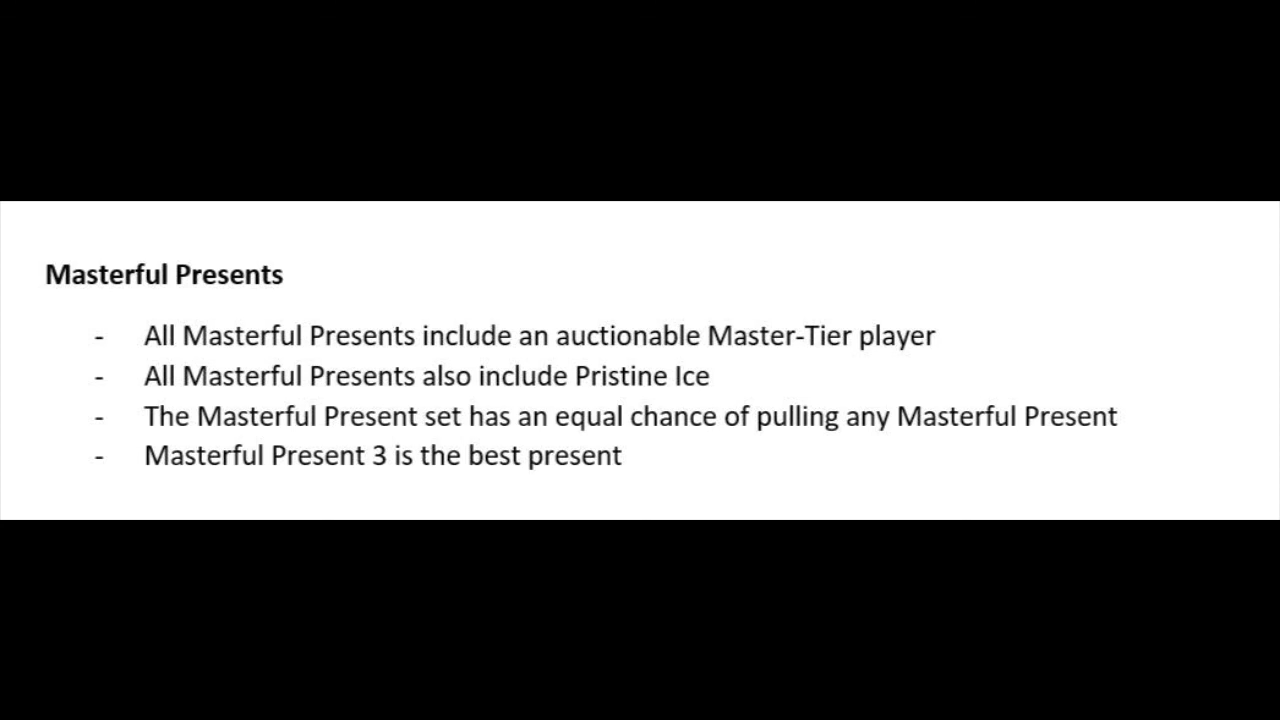 Masterful Presents
- All Masterful Presents include an auctionable Master-Tier player
- All Masterful Presents also include Pristine Ice
- The Masterful Present set has an equal chance of pulling any Masterful Present
- Masterful Present 3 is the best present